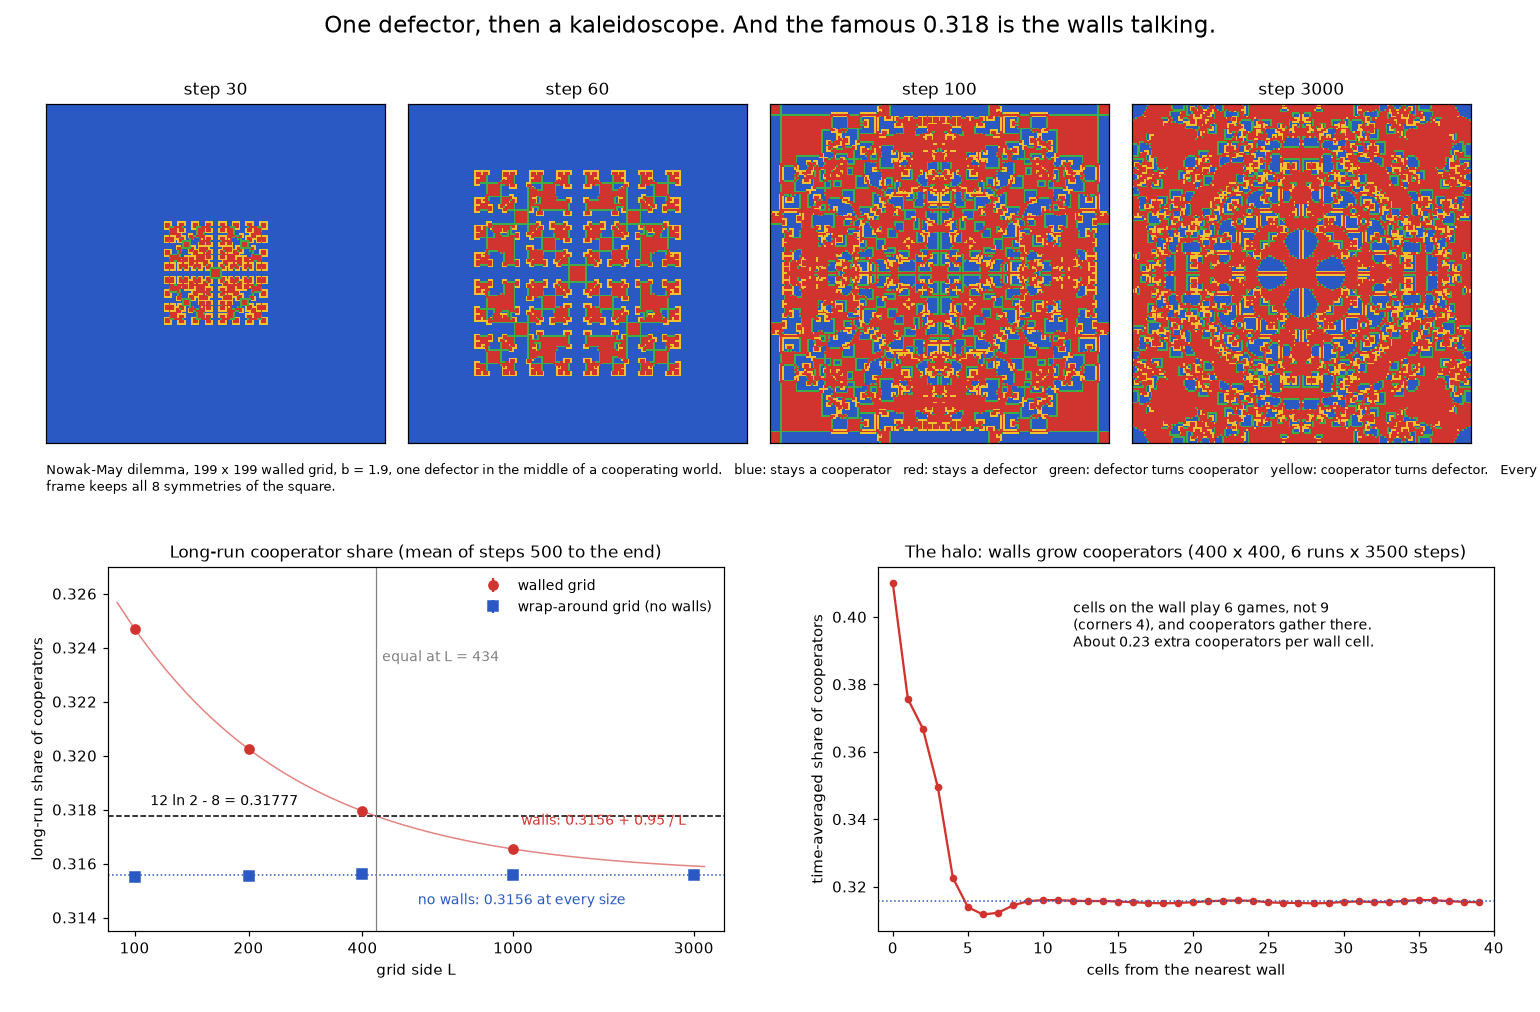 One defector, then a kaleidoscope. And the famous 0.318 is the walls talking.
step 30
step 60
step 100
step 3000
Nowak-May dilemma, 199 x 199 walled grid, b = 1.9, one defector in the middle of a cooperating world.   blue: stays a cooperator   red: stays a defector   green: defector turns cooperator   yellow: cooperator turns defector.   Every
frame keeps all 8 symmetries of the square.
Long-run cooperator share (mean of steps 500 to the end)
long-run share of cooperators
0.326
0.324
0.322
0.320
0.318
0.316
0.314
walled grid
wrap-around grid (no walls)
equal at L = 434
12 ln 2 - 8 = 0.31777
walls: 0.3156 + 0.95 / L
no walls: 0.3156 at every size
100 200 400 1000 3000
grid side L
The halo: walls grow cooperators (400 x 400, 6 runs x 3500 steps)
time-averaged share of cooperators
0.40
0.38
0.36
0.34
0.32
cells on the wall play 6 games, not 9
(corners 4), and cooperators gather there.
About 0.23 extra cooperators per wall cell.
0 5 10 15 20 25 30 35 40
cells from the nearest wall